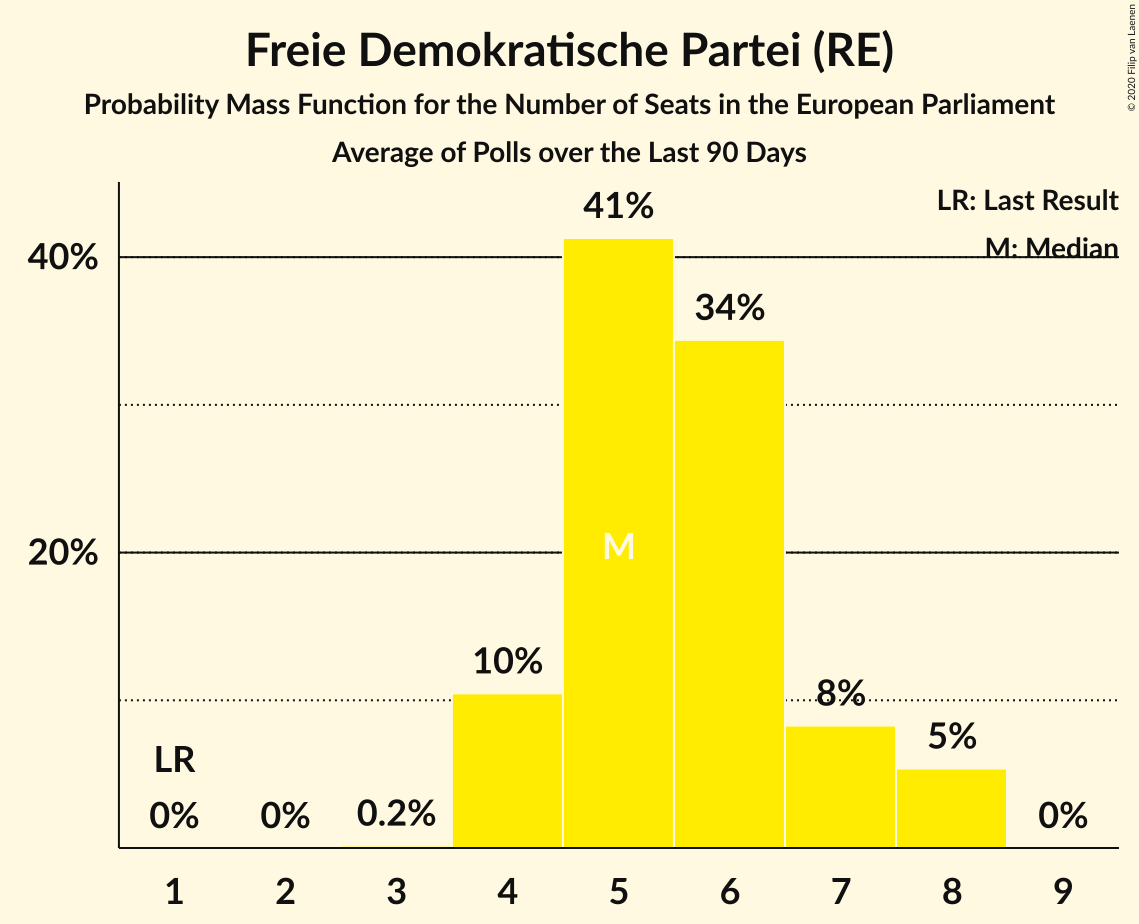 Freie Demokratische Partei (RE)
Probability Mass Function for the Number of Seats in the European Parliament
Average of Polls over the Last 90 Days
© 2020 Filip van Laenen
LR: Last Result
M: Median
41%
40%
34%
20%
M
10%
8%
5%
LR
0%
0%
0.2%
0%
1 2 3 4 5 6 7 8 9